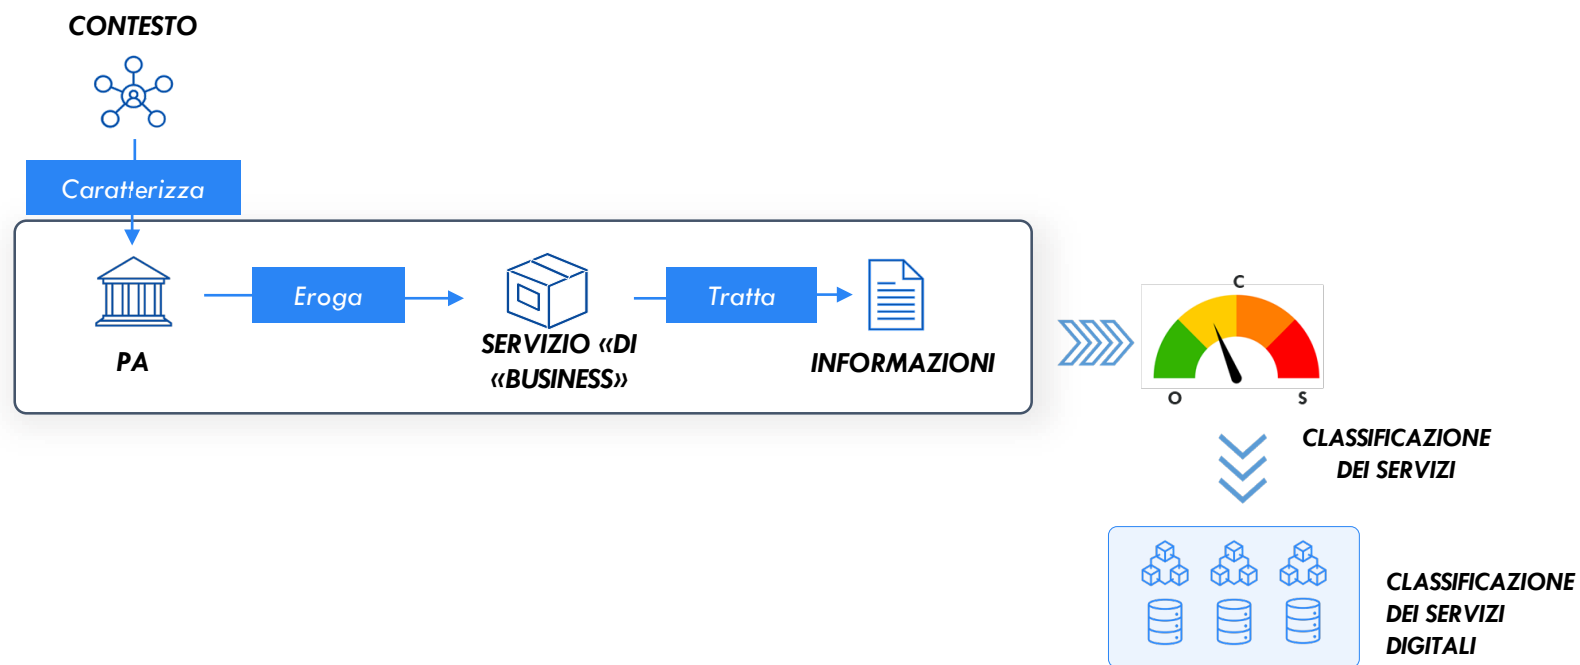 CONTESTO
Caratterizza
Eroga
Tratta
PA
SERVIZIO «DI
«BUSINESS»
INFORMAZIONI
C
O
S
CLASSIFICAZIONE
DEI SERVIZI
CLASSIFICAZIONE
DEI SERVIZI
DIGITALI